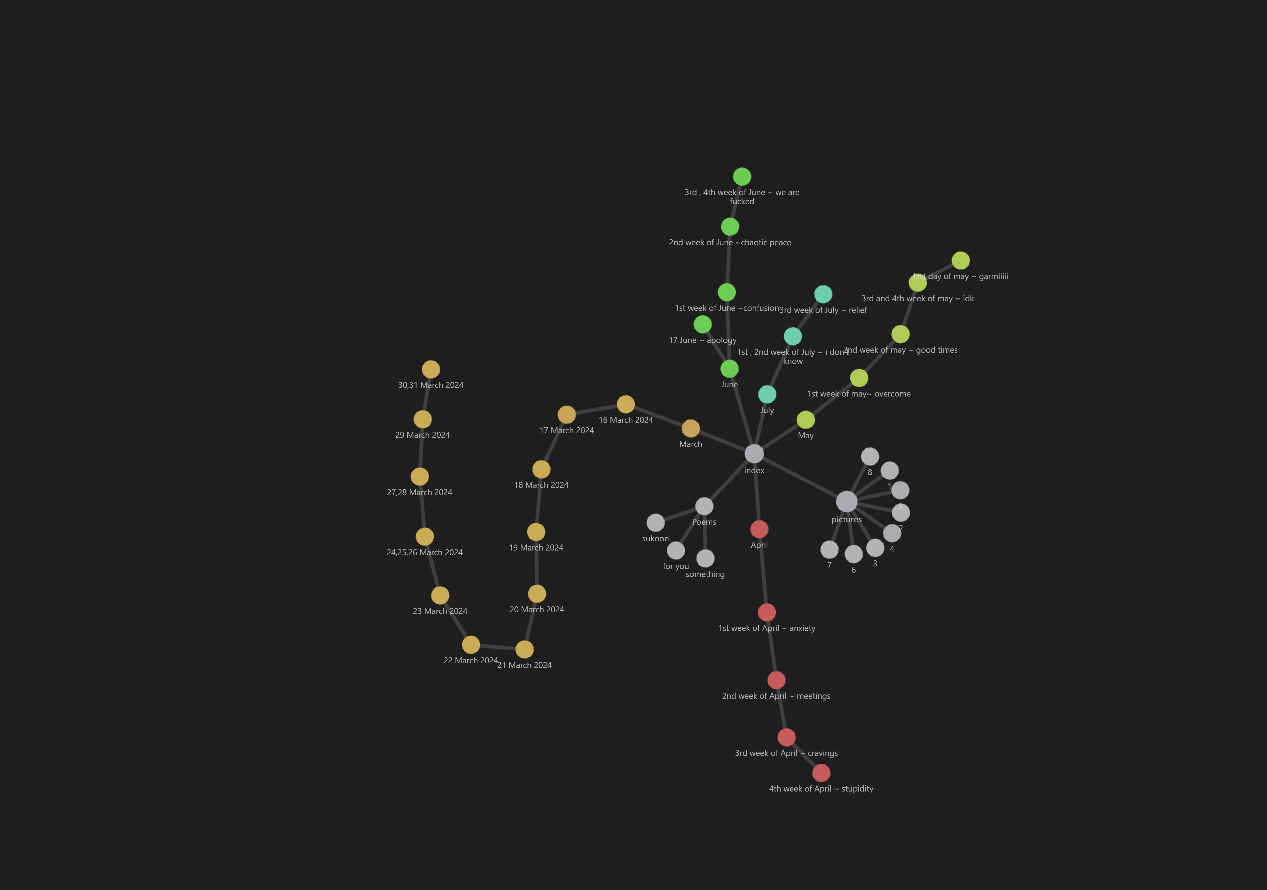 3rd , 4th week of June ~ we are
fucked
2nd week of June ~chaotic peace
1st week of June ~confusion
17 June ~ apology
June
3rd week of July ~ relief
1st , 2nd week of July ~ i don't
know
July
last day of may ~ garmiiiii
3rd and 4th week of may ~ idk
2nd week of may ~ good times
1st week of may~ overcome
May
30,31 March 2024
29 March 2024
27,28 March 2024
24,25,26 March 2024
23 March 2024
22 March 2024
21 March 2024
20 March 2024
19 March 2024
18 March 2024
17 March 2024
16 March 2024
March
index
Poems
suknon
for you
something
pictures
8
4
3
6
7
April
1st week of April ~ anxiety
2nd week of April ~ meetings
3rd week of April ~ cravings
4th week of April ~ stupidity